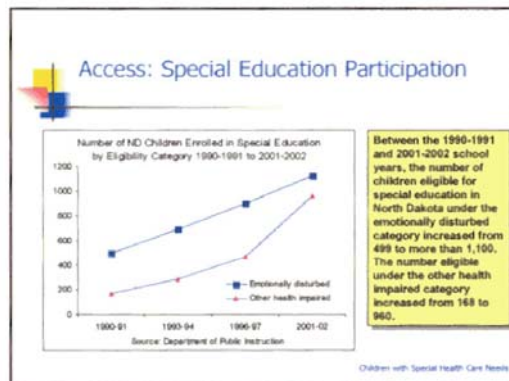 Access: Special Education Participation
Number of ND Children Enrolled in Special Education
by Eligibility Category 1990-1991 to 2001-2002
1200
1000
800
600
400
200
0
Emotionally disturbed
Other health impaired
1990-91 1993-94 1996-97 2001-02
Source: Department of Public Instruction
Between the 1990-1991
and 2001-2002 school
years, the number of
children eligible for
special education in
North Dakota under the
emotionally disturbed
category increased from
499 to more than 1,100.
The number eligible
under the other health
impaired category
increased from 168 to
960.
Children with Special Health Care Needs